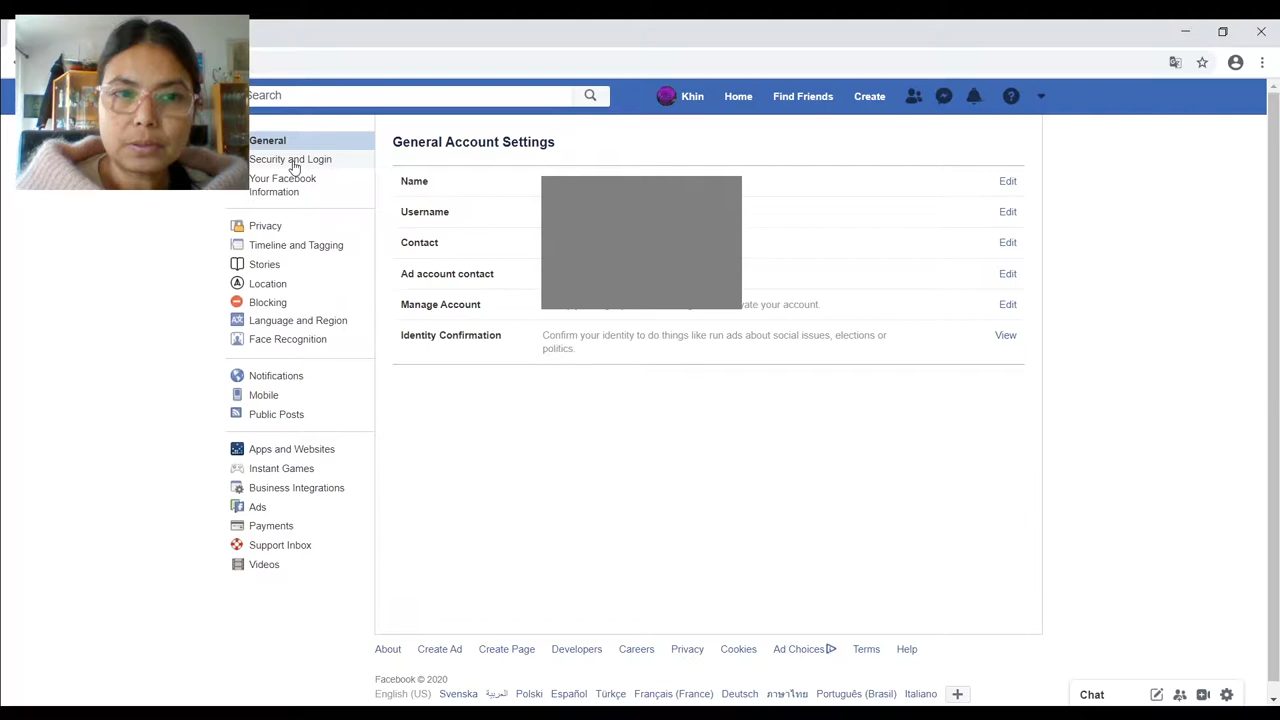 Search
Khin Home Find Friends Create
General
Security and Login
Your Facebook
Information
Privacy
Timeline and Tagging
Stories
Location
Blocking
Language and Region
Face Recognition
Notifications
Mobile
Public Posts
Apps and Websites
Instant Games
Business Integrations
Ads
Payments
Support Inbox
Videos
General Account Settings
Name Edit
Username Edit
Contact Edit
Ad account contact Edit
Manage Account your account. Edit
Identity Confirmation Confirm your identity to do things like run ads about social issues, elections or View
politics.
About Create Ad Create Page Developers Careers Privacy Cookies Ad Choices Terms Help
Facebook © 2020
English (US) Svenska العربية Polski Español Türkçe Français (France) Deutsch ภาษาไทย Português (Brasil) Italiano
Chat